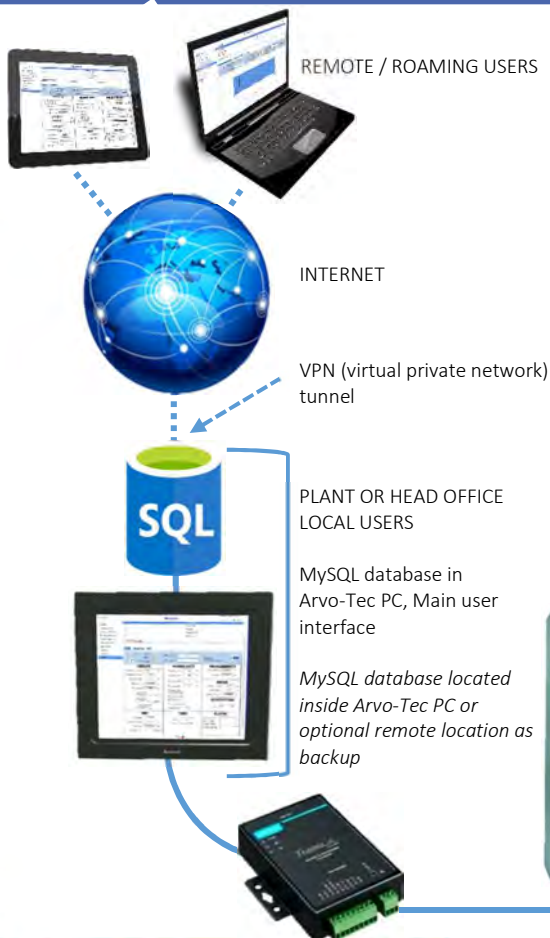 REMOTE / ROAMING USERS
INTERNET
VPN (virtual private network)
tunnel
SQL
PLANT OR HEAD OFFICE
LOCAL USERS
MySQL database in
Arvo-Tec PC, Main user
interface
MySQL database located
inside Arvo-Tec PC or
optional remote location as
backup